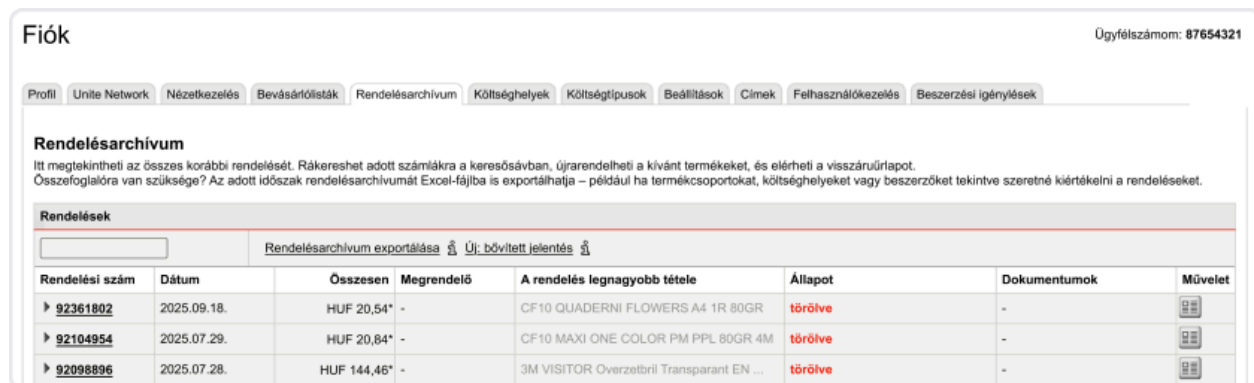 Fiók
Ügyfélszámom: 87654321
Profil Unite Network Nézetkezelés Bevásárlólisták Rendelésarchívum Költséghelyek Költségtípusok Beállítások Címek Felhasználókezelés Beszerzési igénylések
Rendelésarchívum
Itt megtekintheti az összes korábbi rendelését. Rákereshet adott számlákra a keresősávban, újrarendelheti a kívánt termékeket, és elérheti a visszáruűrlapot.
Összefoglalóra van szüksége? Az adott időszak rendelésarchívumát Excel-fájlba is exportálhatja – például ha termékcsoportokat, költséghelyeket vagy beszerzőket tekintve szeretné kiértékelni a rendeléseket.
Rendelések
Rendelésarchívum exportálása Új: bővített jelentés
Rendelési szám Dátum Összesen Megrendelő A rendelés legnagyobb tétele Állapot Dokumentumok Művelet
92361802 2025.09.18. HUF 20,54* - CF10 QUADERNI FLOWERS A4 1R 80GR törölve -
92104954 2025.07.29. HUF 20,84* - CF10 MAXI ONE COLOR PM PPL 80GR 4M törölve -
92098896 2025.07.28. HUF 144,46* - 3M VISITOR Overzetbril Transparant EN ... törölve -